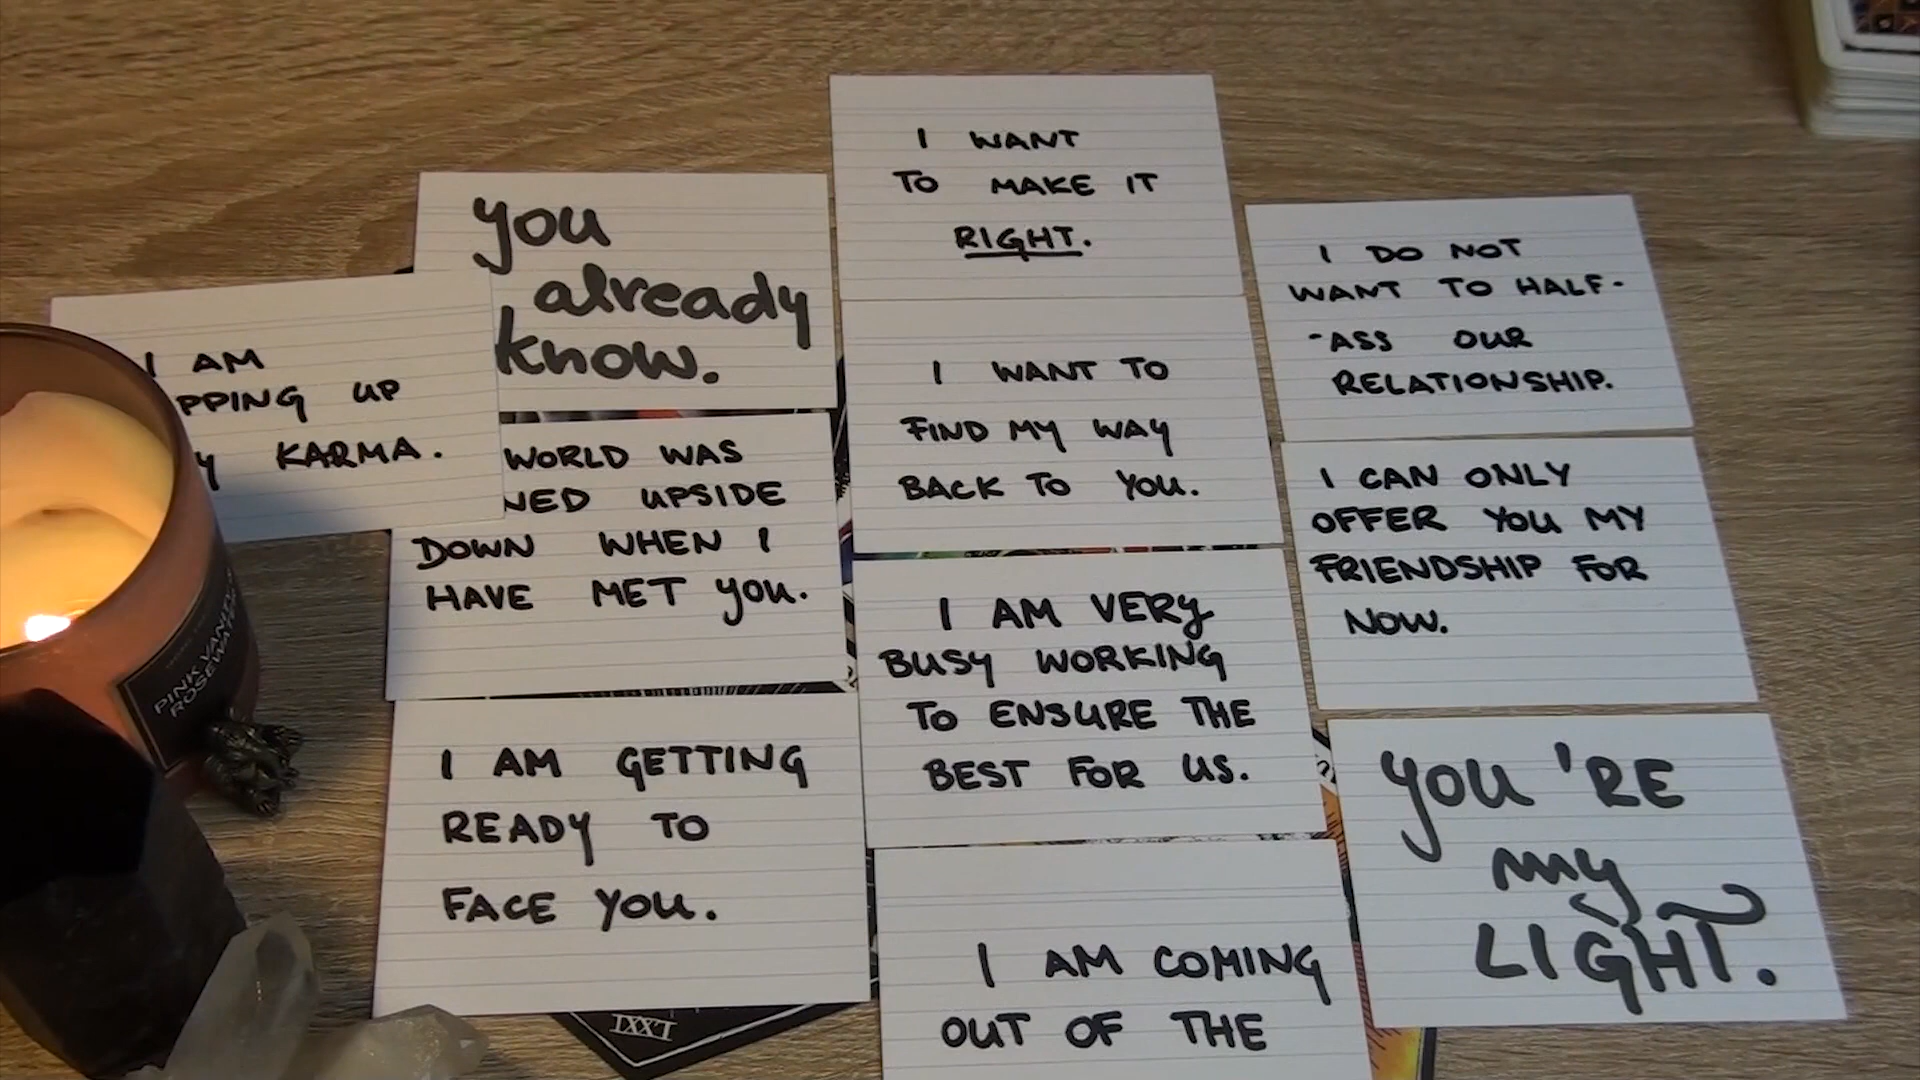 I AM
UP
KARMA.
you
already
know.
WORLD WAS
UPSIDE
DOWN WHEN I
HAVE MET YOU.
I AM GETTING
READY TO
FACE YOU.
I WANT
TO MAKE IT
RIGHT.
I WANT TO
FIND MY WAY
BACK TO YOU.
I AM VERY
BUSY WORKING
TO ENSURE THE
BEST FOR US.
I AM COMING
OUT OF THE
I DO NOT
WANT TO HALF-
-ASS OUR
RELATIONSHIP.
I CAN ONLY
OFFER YOU MY
FRIENDSHIP FOR
NOW.
YOU'RE
my
LIGHT.
PINK
LXXI